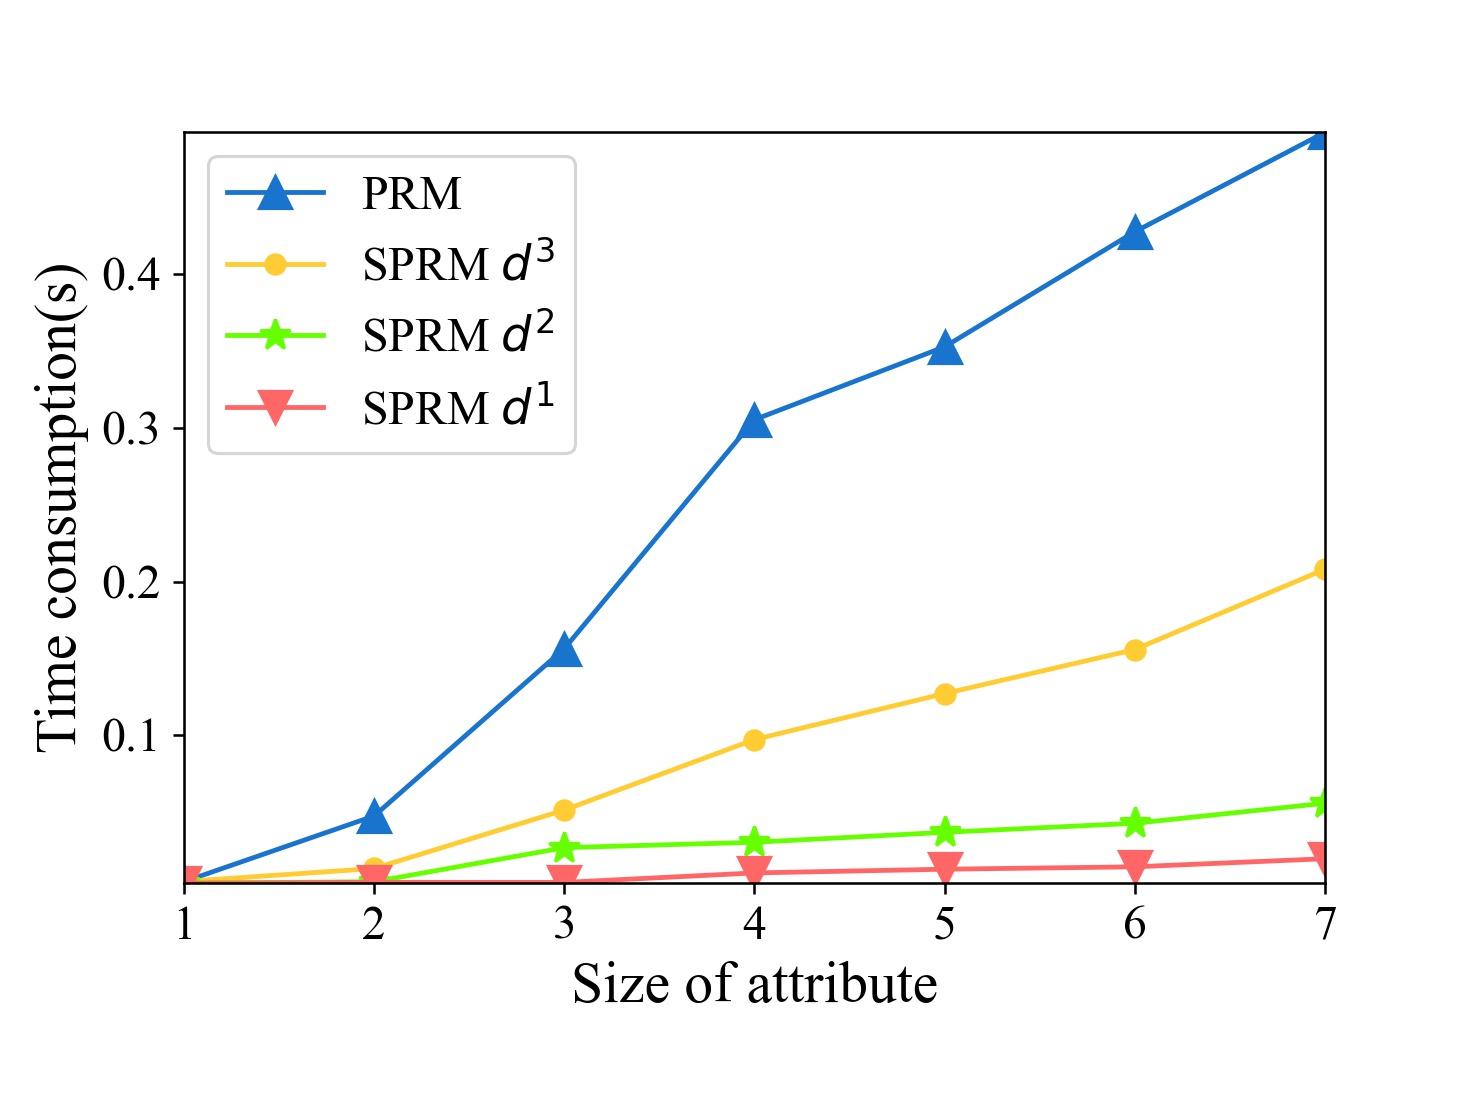 PRM
SPRM d³
SPRM d²
SPRM d¹
Time consumption(s)
0.4
0.3
0.2
0.1
1 2 3 4 5 6 7
Size of attribute